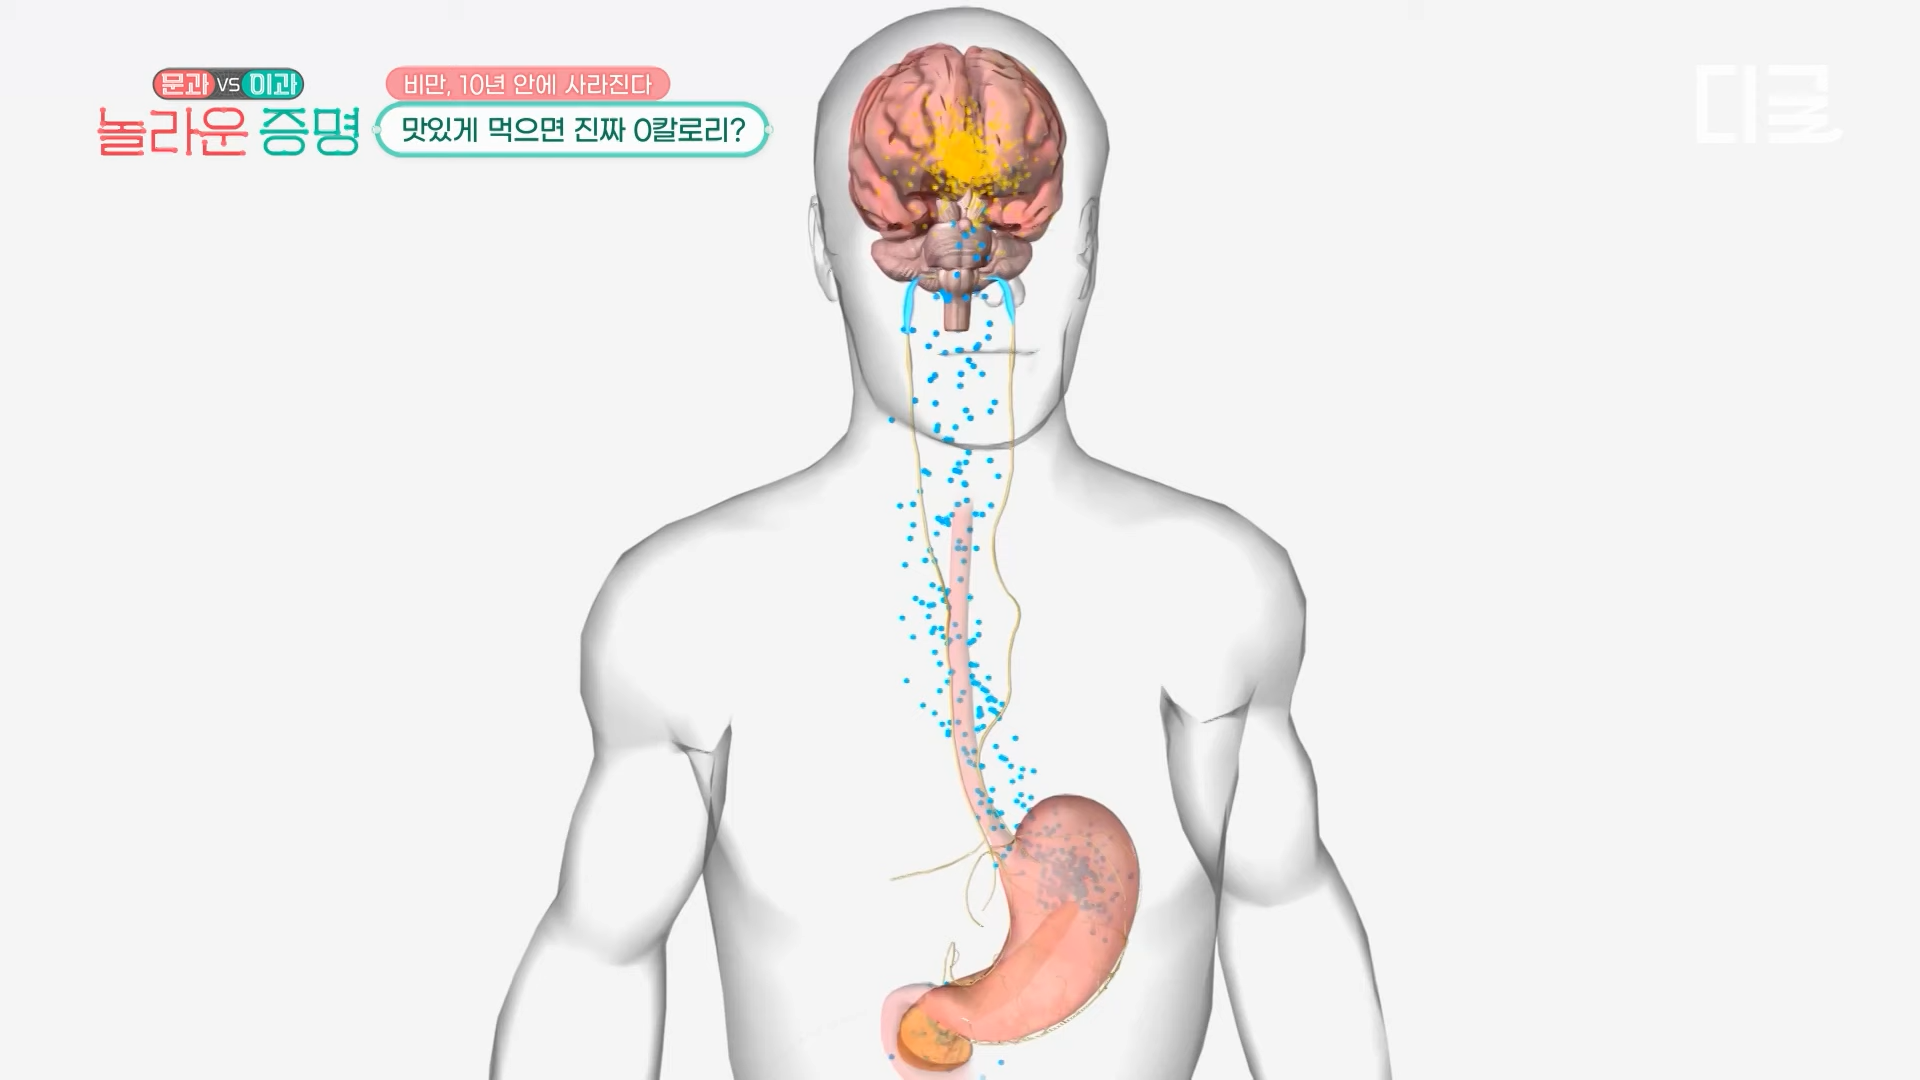 문과 VS 이과
놀라운 증명
비만, 10년 안에 사라진다
맛있게 먹으면 진짜 0칼로리?
디글